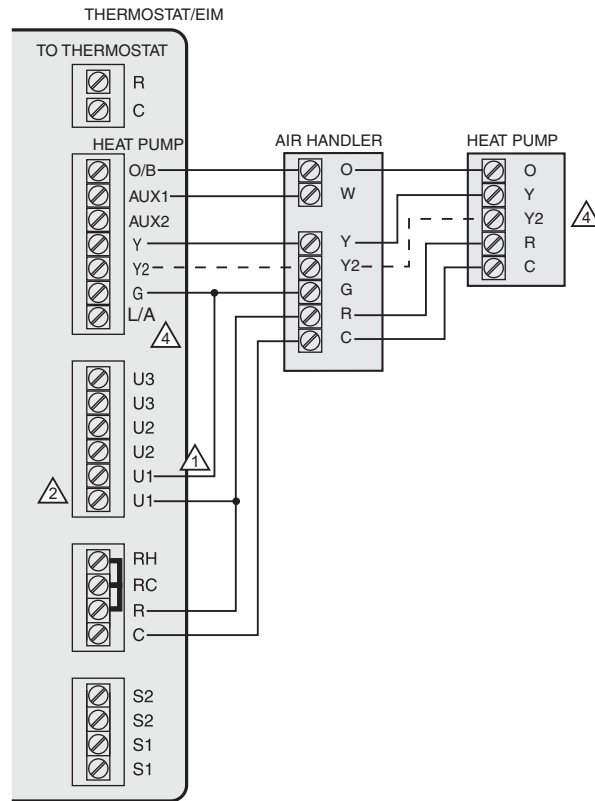 THERMOSTAT/EIM
TO THERMOSTAT
R
C
HEAT PUMP
O/B
AUX1
AUX2
Y
Y2
G
L/A
4
U3
U3
U2
U2
U1
U1
1
2
RH
RC
R
C
S2
S2
S1
S1
AIR HANDLER
O
W
Y
Y2
G
R
C
HEAT PUMP
O
Y
Y2
R
C
4